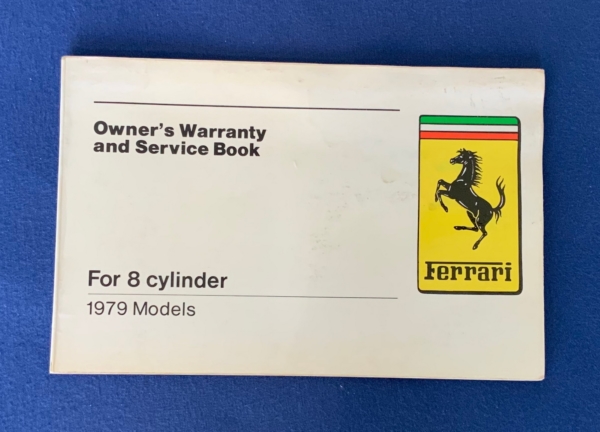 Owner's Warranty
and Service Book
For 8 cylinder
1979 Models
Ferrari